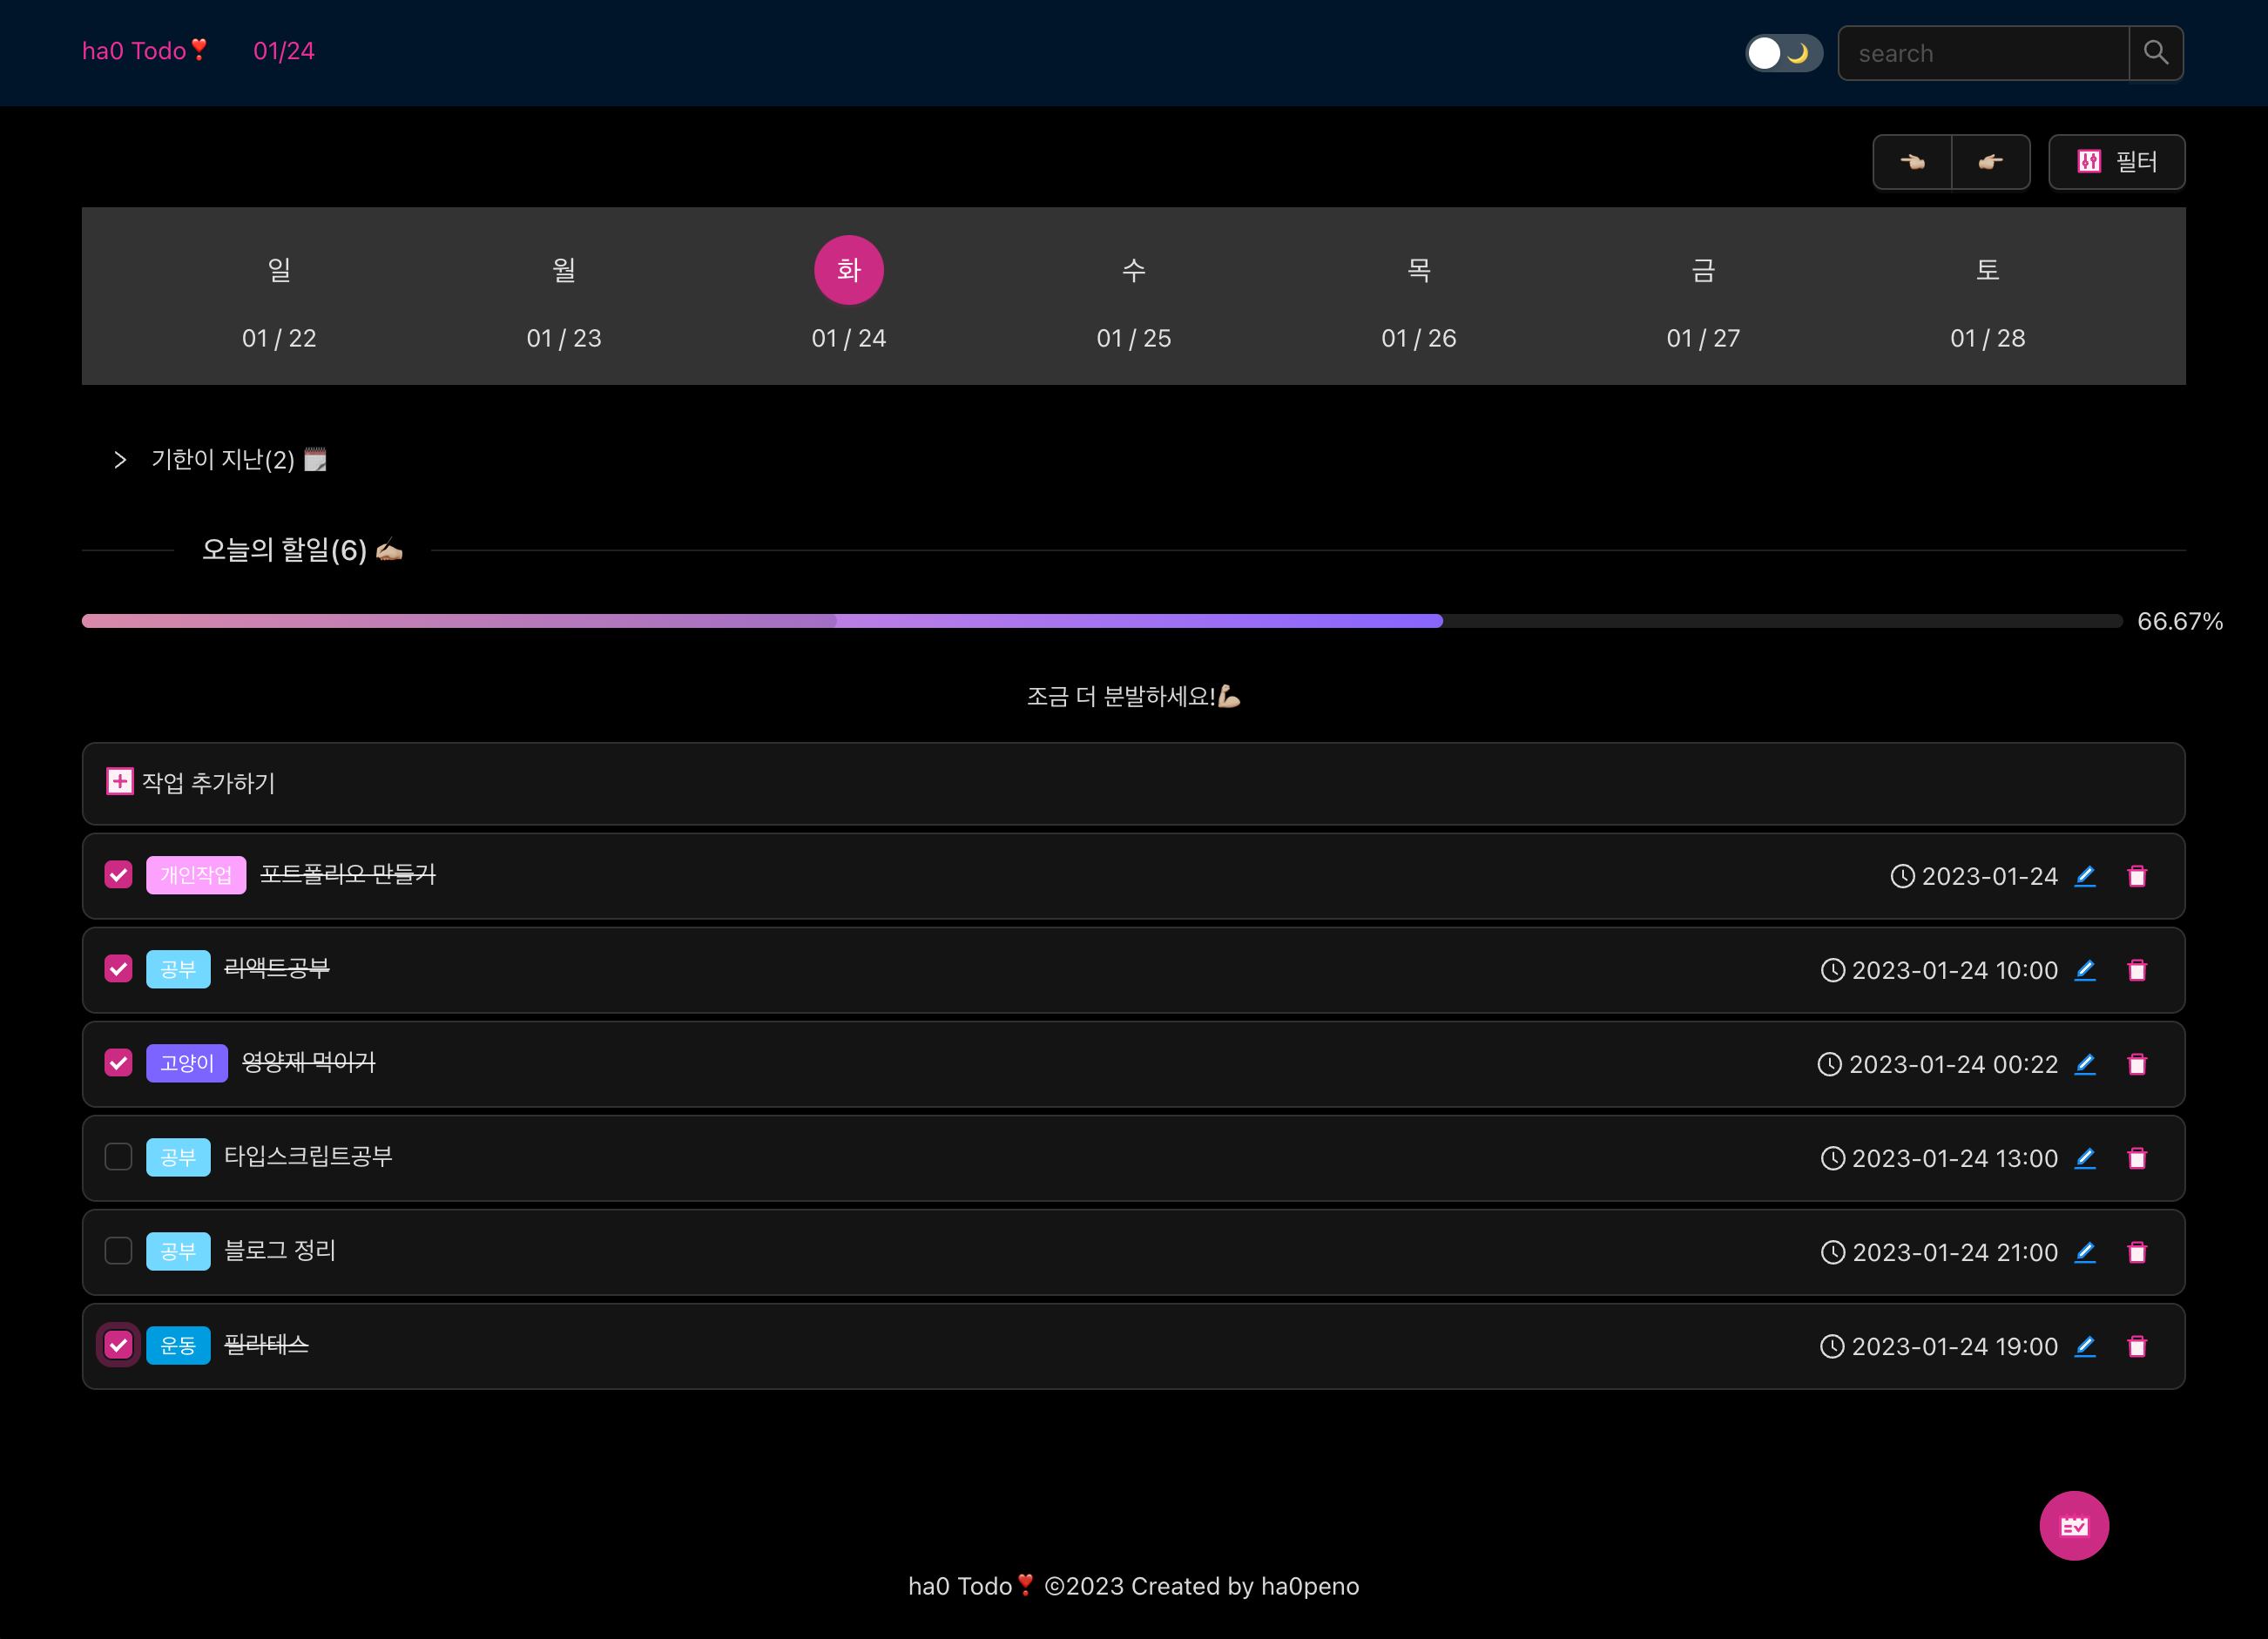 ha0 Todo❣️ 01/24
search
필터
일 월 화 수 목 금 토
01 / 22 01 / 23 01 / 24 01 / 25 01 / 26 01 / 27 01 / 28
기한이 지난(2) 🗓️
오늘의 할일(6) ✍🏼
66.67%
조금 더 분발하세요!💪🏼
작업 추가하기
개인작업 포트폴리오 만들기 2023-01-24
공부 리액트공부 2023-01-24 10:00
고양이 영양제 먹이기 2023-01-24 00:22
공부 타입스크립트공부 2023-01-24 13:00
공부 블로그 정리 2023-01-24 21:00
운동 필라테스 2023-01-24 19:00
ha0 Todo❣️ ©2023 Created by ha0peno